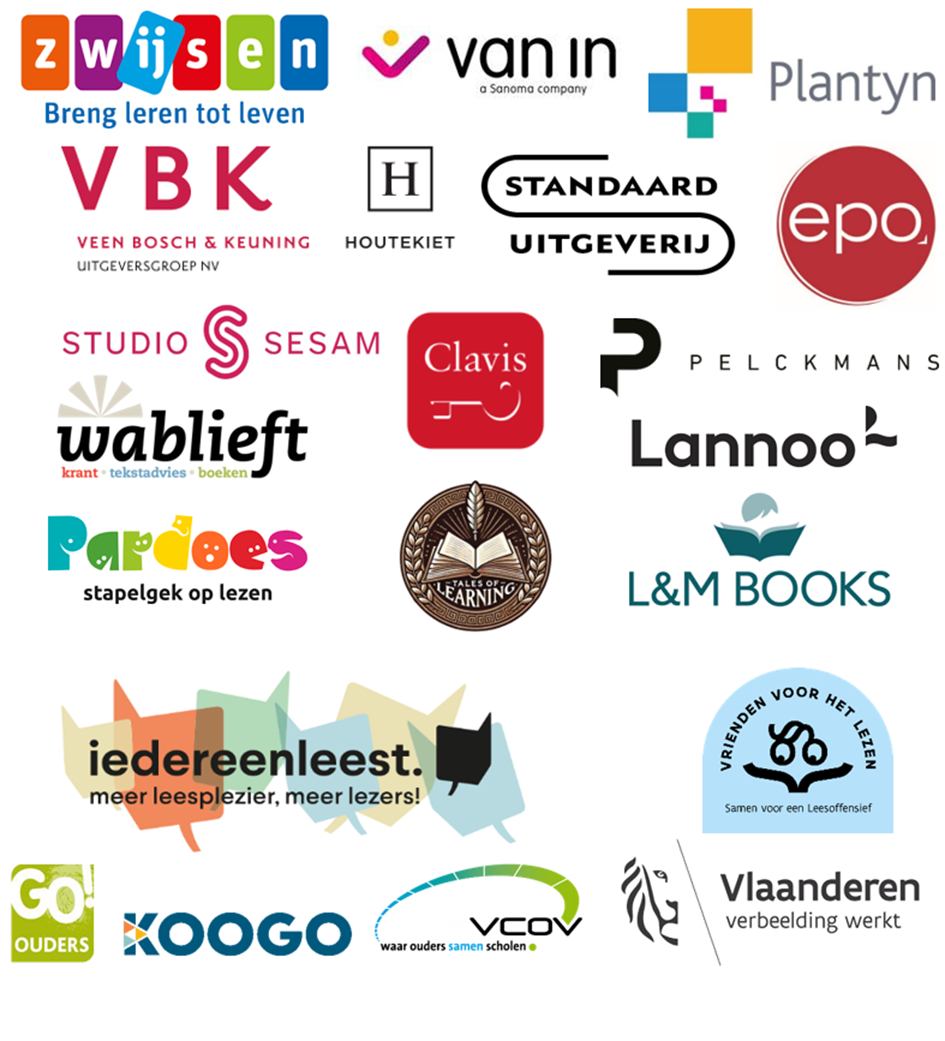 zwijsen
Breng leren tot leven
van in
a Sanoma company
Plantyn
VBK
VEEN BOSCH & KEUNING
UITGEVERSGROEP NV
H
HOUTEKIET
STANDAARD
UITGEVERIJ
epo
STUDIO S SESAM
Clavis
P PELCKMANS
wablieft
krant • tekstadvies • boeken
Lannoo
Pardoes
stapelgek op lezen
TALES OF
LEARNING
L&M BOOKS
iedereenleest.
meer leesplezier, meer lezers!
VRIENDEN VOOR HET LEZEN
Samen voor een Leesoffensief
GO!
OUDERS
KOOGO
VCOV
waar ouders samen scholen
Vlaanderen
verbeelding werkt